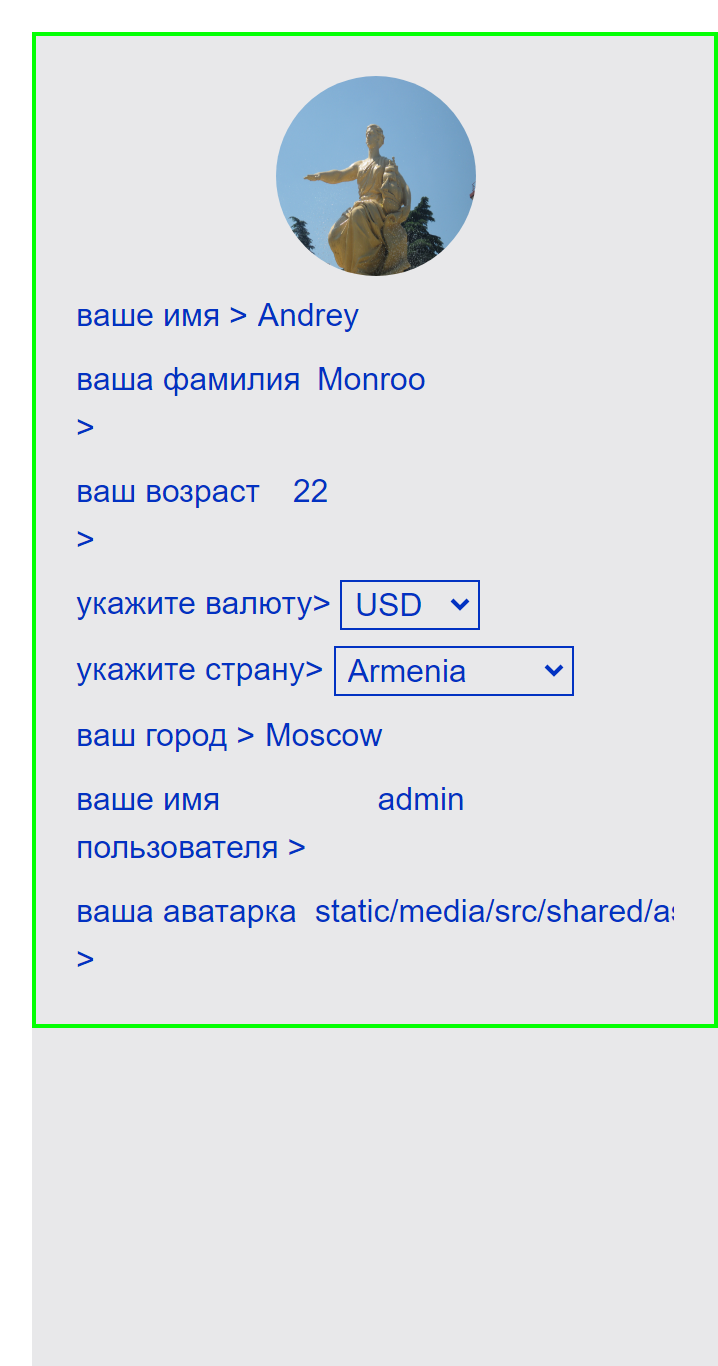 ваше имя > Andrey
ваша фамилия Monroo
>
ваш возраст 22
>
укажите валюту> USD
укажите страну> Armenia
ваш город > Moscow
ваше имя admin
пользователя >
ваша аватарка static/media/src/shared/as
>